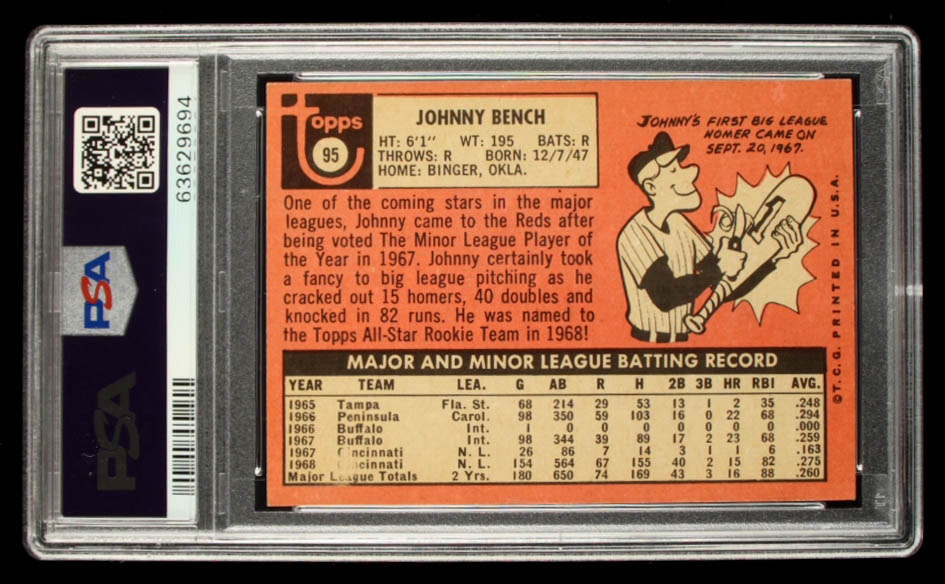 63629694
PSA
PSA
topps
95
JOHNNY BENCH
HT: 6'1" WT: 195 BATS: R
THROWS: R BORN: 12/7/47
HOME: BINGER, OKLA.
JOHNNY'S FIRST BIG LEAGUE
HOMER CAME ON
SEPT. 20, 1967.
One of the coming stars in the major
leagues, Johnny came to the Reds after
being voted The Minor League Player of
the Year in 1967. Johnny certainly took
a fancy to big league pitching as he
cracked out 15 homers, 40 doubles and
knocked in 82 runs. He was named to
the Topps All-Star Rookie Team in 1968!
1
MAJOR AND MINOR LEAGUE BATTING RECORD
YEAR TEAM LEA. G AB R H 2B 3B HR RBI AVG.
1965 Tampa Fla. St. 68 214 29 53 13 1 2 35 .248
1966 Peninsula Carol. 98 350 59 103 16 0 22 68 .294
1966 Buffalo Int. 1 0 0 0 0 0 0 0 .000
1967 Buffalo Int. 98 344 39 89 17 2 23 68 .259
1967 Cincinnati N. L. 26 86 7 14 3 1 1 6 .163
1968 Cincinnati N. L. 154 564 67 155 40 2 15 82 .275
Major League Totals 2 Yrs. 180 650 74 169 43 3 16 88 .260
©T.C.G. PRINTED IN U.S.A.